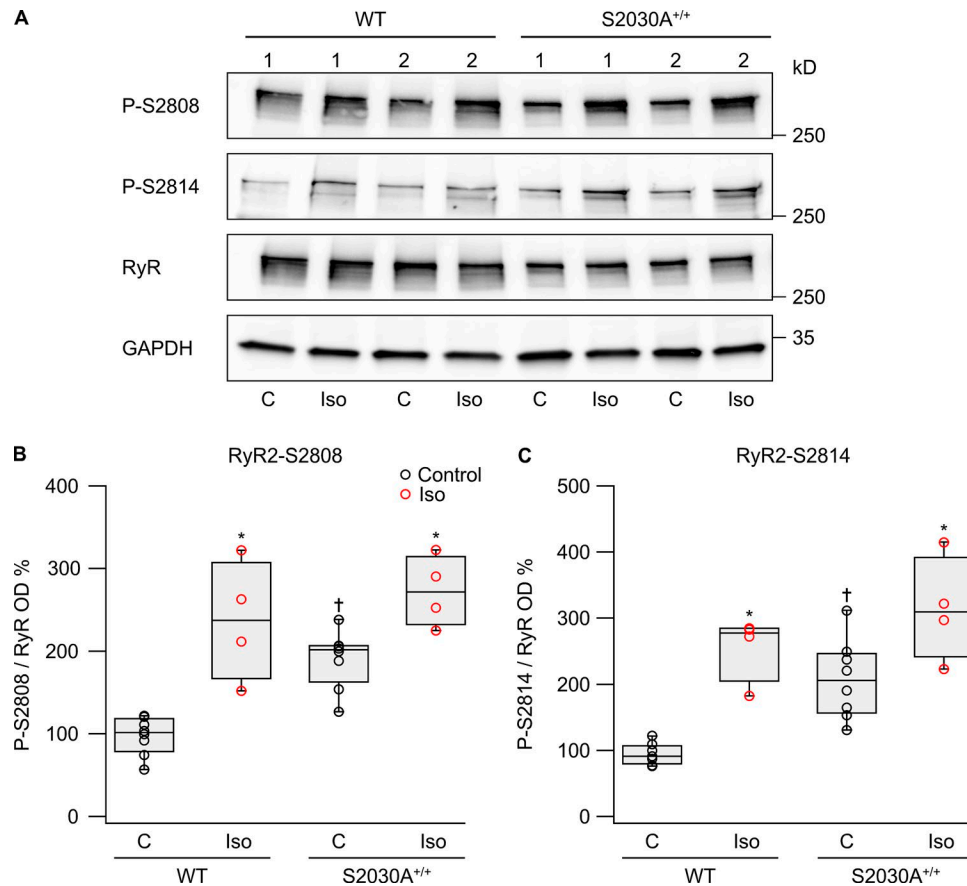 A
WT S2030A+/+
1 1 2 2 1 1 2 2 kD
P-S2808
250
P-S2814
250
RyR
250
GAPDH 35
C Iso C Iso C Iso C Iso
B RyR2-S2808
Control
Iso
P-S2808 / RyR OD %
400
300
200
100
0
* † *
C Iso C Iso
WT S2030A+/+
C RyR2-S2814
P-S2814 / RyR OD %
500
400
300
200
100
0
* † *
C Iso C Iso
WT S2030A+/+